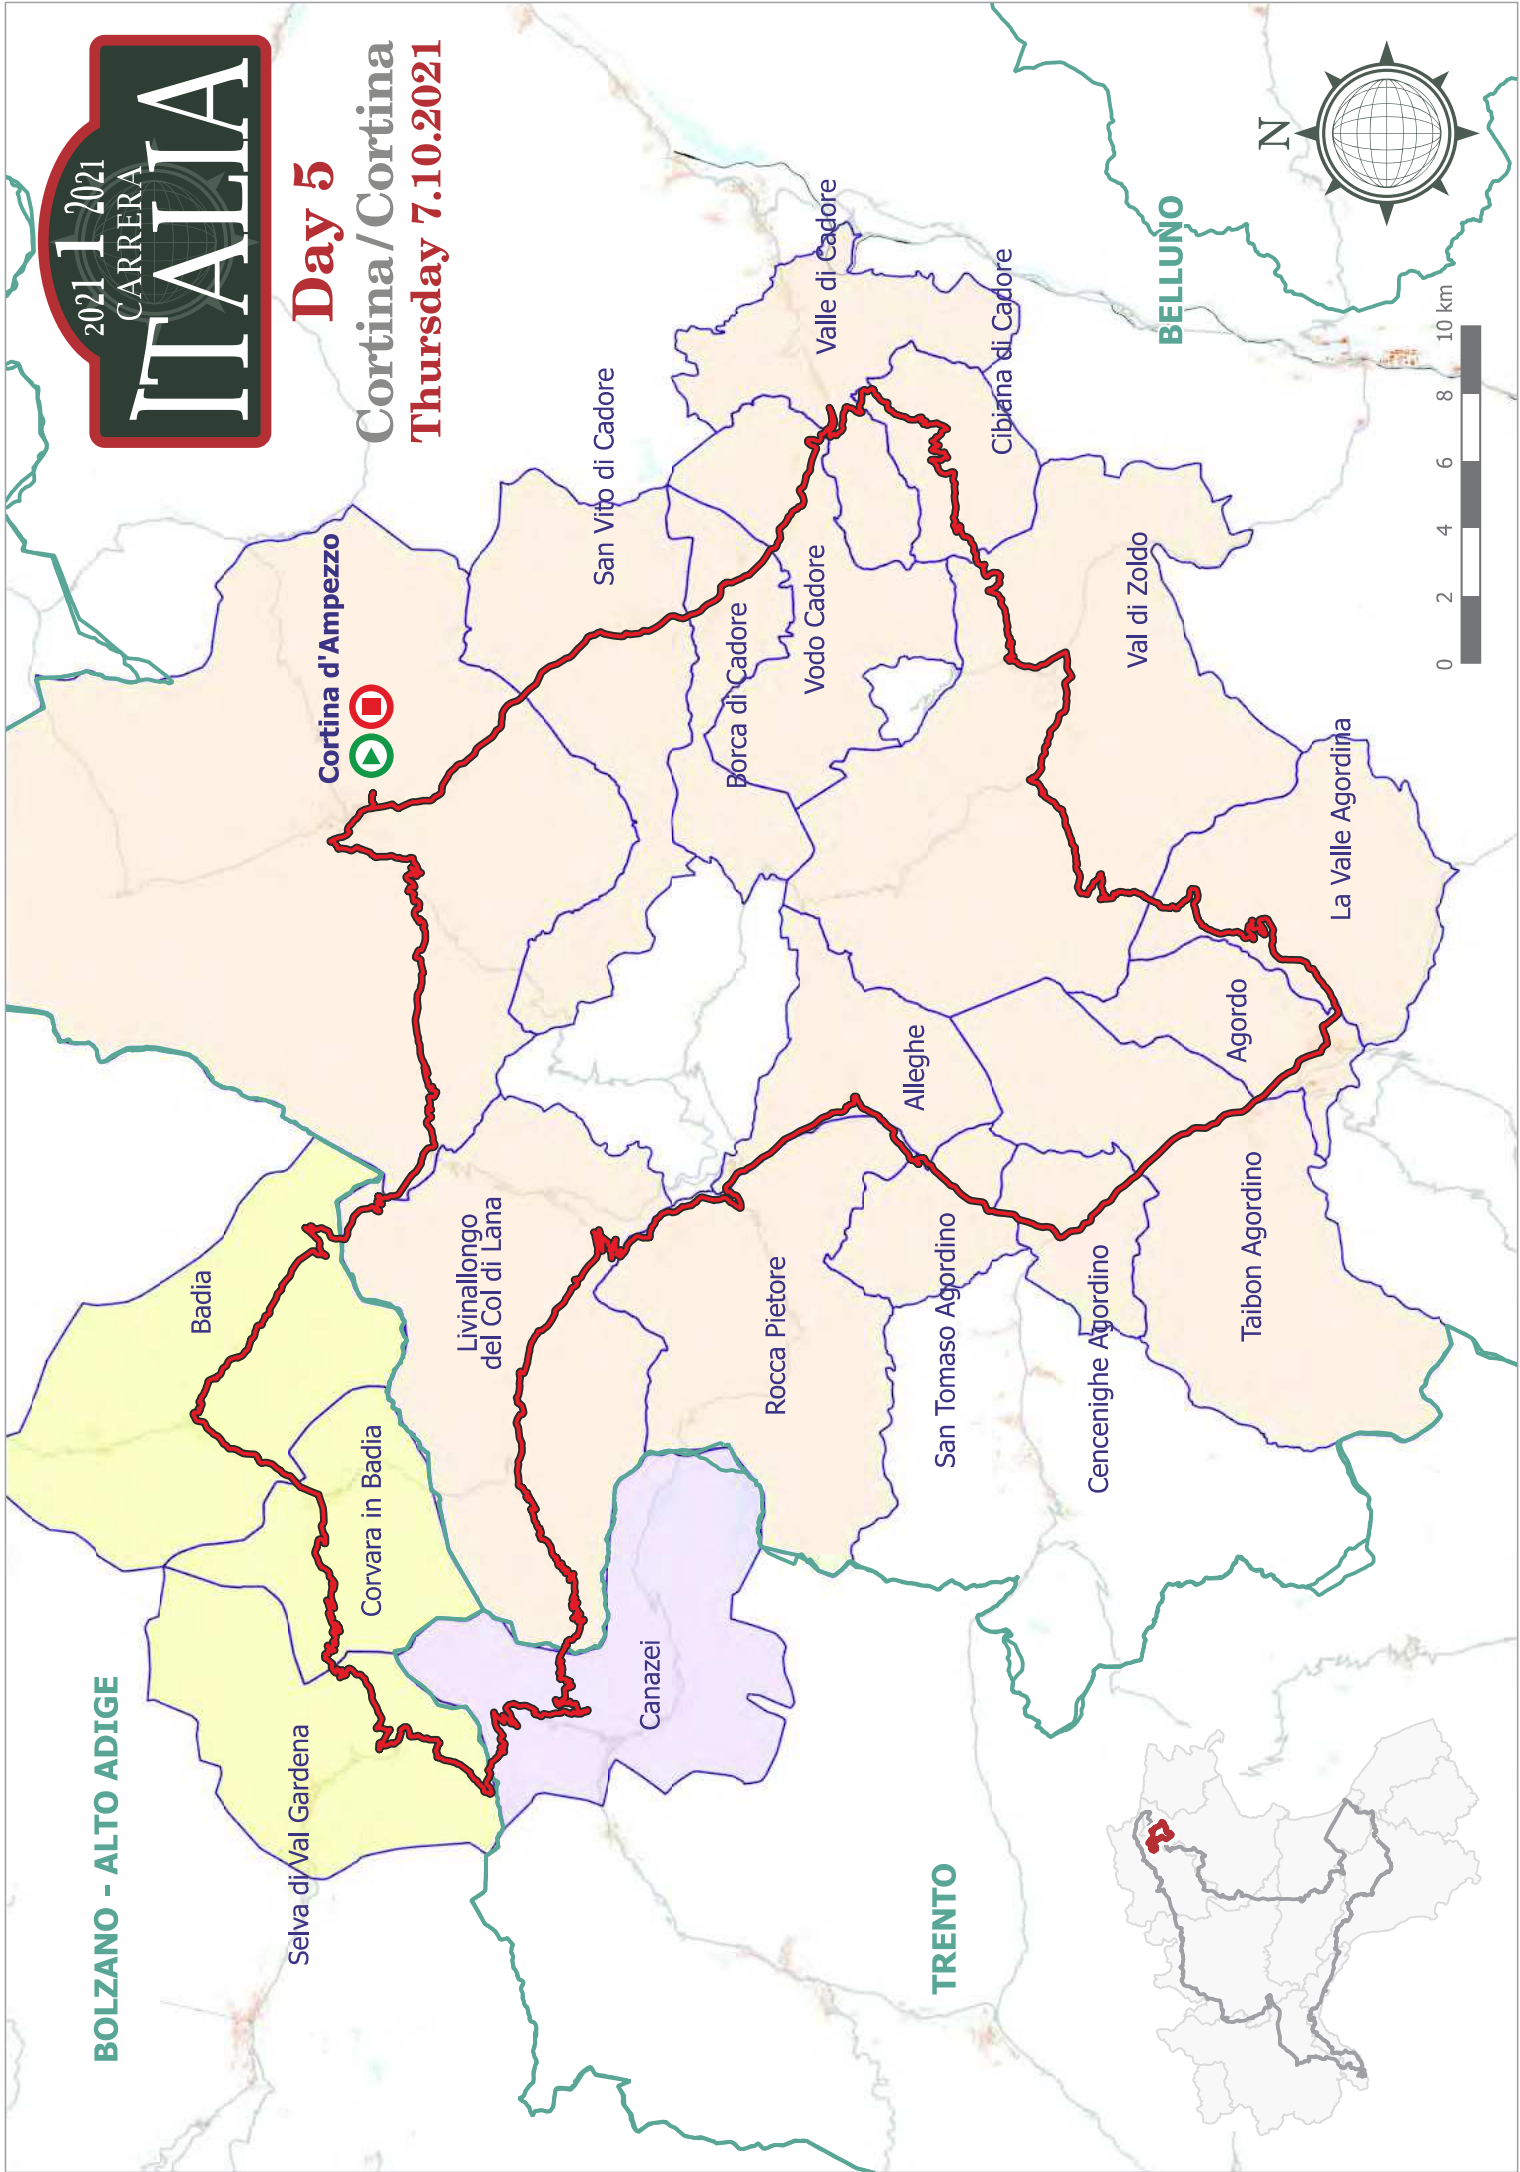 2021 1 2021
CARRERA
ITALIA
Day 5
Cortina/Cortina
Thursday 7.10.2021
BOLZANO - ALTO ADIGE
Selva di Val Gardena
Badia
Corvara in Badia
Cortina d'Ampezzo
Livinallongo
del Col di Lana
San Vito di Cadore
Canazei
Rocca Pietore
Borca di Cadore
Vodo Cadore
Valle di Cadore
Alleghe
San Tomaso Agordino
Cibiana di Cadore
TRENTO
Cencenighe Agordino
Val di Zoldo
BELLUNO
Agordo
Taibon Agordino
La Valle Agordina
N
0 2 4 6 8 10 km